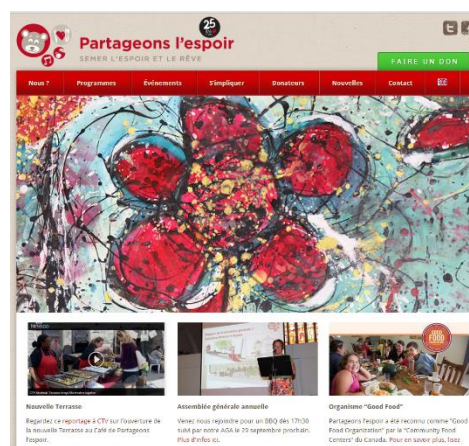 25
Partageons l'espoir
SEMER L'ESPOIR ET LE RÊVE
FAIRE UN DON
Nous ?
Programmes
Événements
S'impliquer
Donateurs
Nouvelles
Contact
Nouvelle Terrasse
Regardez ce reportage à CTV sur l'ouverture de
la nouvelle Terrasse au Café de Partageons
l'espoir.
Assemblée générale annuelle
Venez nous rejoindre pour un BBQ dès 17h30
suivi par notre AGA le 29 septembre prochain.
Plus d'infos ici.
GOOD
FOOD
Organisme "Good Food"
Partageons l'espoir a été reconnu comme "Good
Food Organization" par le "Community Food
Centers" du Canada. Pour en savoir plus, lisez